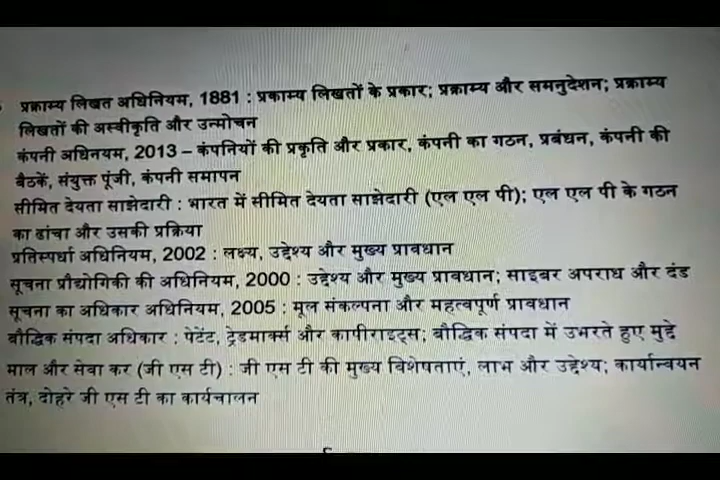 प्रक्राम्य लिखत अधिनियम, 1881 : प्रकाम्य लिखतों के प्रकार; प्रक्राम्य और समनुदेशन; प्रक्राम्य
लिखतों की अस्वीकृति और उन्मोचन
कंपनी अधिनयम, 2013 – कंपनियों की प्रकृति और प्रकार, कंपनी का गठन, प्रबंधन, कंपनी की
बैठकें, संयुक्त पूंजी, कंपनी समापन
सीमित देयता साझेदारी : भारत में सीमित देयता साझेदारी (एल एल पी); एल एल पी के गठन
का ढांचा और उसकी प्रक्रिया
प्रतिस्पर्धा अधिनियम, 2002 : लक्ष्य, उद्देश्य और मुख्य प्रावधान
सूचना प्रौद्योगिकी की अधिनियम, 2000 : उद्देश्य और मुख्य प्रावधान; साइबर अपराध और दंड
सूचना का अधिकार अधिनियम, 2005 : मूल संकल्पना और महत्वपूर्ण प्रावधान
बौद्धिक संपदा अधिकार : पेटेंट, ट्रेडमार्क्स और कापीराइट्स; बौद्धिक संपदा में उभरते हुए मुद्दे
माल और सेवा कर (जी एस टी) : जी एस टी की मुख्य विशेषताएं, लाभ और उद्देश्य; कार्यान्वयन
तंत्र, दोहरे जी एस टी का कार्यचालन